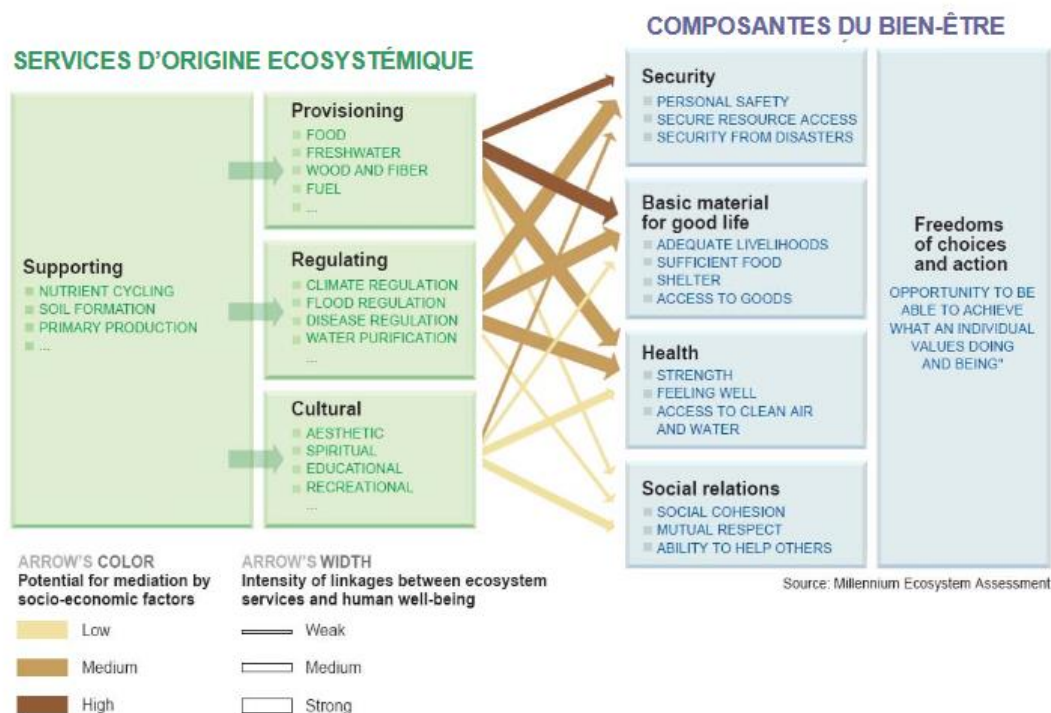 COMPOSANTES DU BIEN-ÊTRE
SERVICES D'ORIGINE ECOSYSTÉMIQUE
Supporting
NUTRIENT CYCLING
SOIL FORMATION
PRIMARY PRODUCTION
...
Provisioning
FOOD
FRESHWATER
WOOD AND FIBER
FUEL
...
Regulating
CLIMATE REGULATION
FLOOD REGULATION
DISEASE REGULATION
WATER PURIFICATION
...
Cultural
AESTHETIC
SPIRITUAL
EDUCATIONAL
RECREATIONAL
...
Security
PERSONAL SAFETY
SECURE RESOURCE ACCESS
SECURITY FROM DISASTERS
Basic material
for good life
ADEQUATE LIVELIHOODS
SUFFICIENT FOOD
SHELTER
ACCESS TO GOODS
Health
STRENGTH
FEELING WELL
ACCESS TO CLEAN AIR
AND WATER
Social relations
SOCIAL COHESION
MUTUAL RESPECT
ABILITY TO HELP OTHERS
Freedoms
of choices
and action
OPPORTUNITY TO BE
ABLE TO ACHIEVE
WHAT AN INDIVIDUAL
VALUES DOING
AND BEING"
Source: Millennium Ecosystem Assessment
ARROW'S COLOR
Potential for mediation by
socio-economic factors
Low
Medium
High
ARROW'S WIDTH
Intensity of linkages between ecosystem
services and human well-being
Weak
Medium
Strong